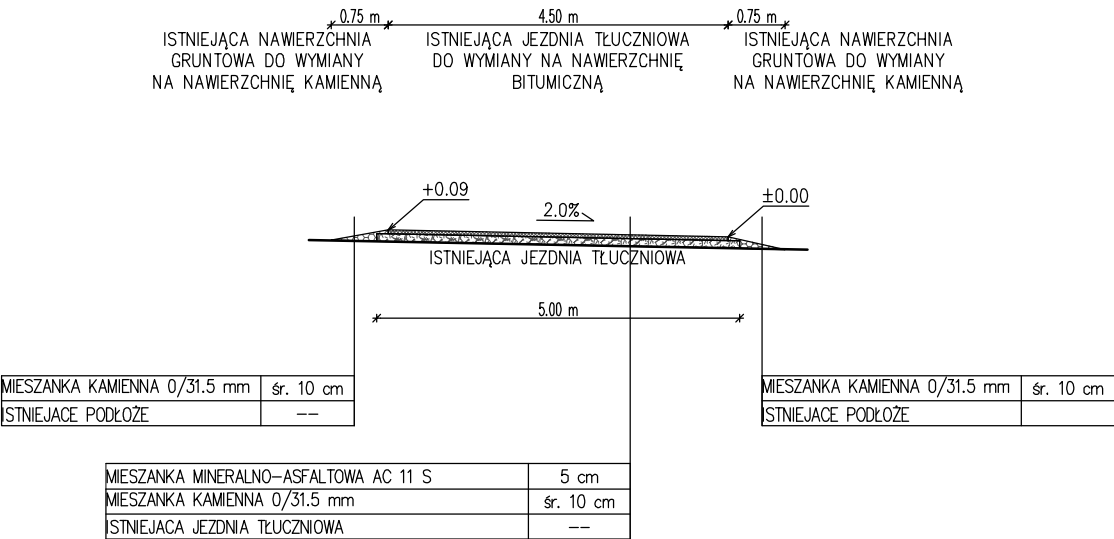 0.75 m
4.50 m
0.75 m
ISTNIEJĄCA NAWIERZCHNIA
GRUNTOWA DO WYMIANY
NA NAWIERZCHNIĘ KAMIENNĄ
ISTNIEJĄCA JEZDNIA TŁUCZNIOWA
DO WYMIANY NA NAWIERZCHNIĘ
BITUMICZNĄ
ISTNIEJĄCA NAWIERZCHNIA
GRUNTOWA DO WYMIANY
NA NAWIERZCHNIĘ KAMIENNĄ
+0.09
2.0%
±0.00
ISTNIEJĄCA JEZDNIA TŁUCZNIOWA
5.00 m
MIESZANKA KAMIENNA 0/31.5 mm śr. 10 cm
ISTNIEJACE PODŁOŻE --
MIESZANKA KAMIENNA 0/31.5 mm śr. 10 cm
ISTNIEJACE PODŁOŻE
MIESZANKA MINERALNO-ASFALTOWA AC 11 S 5 cm
MIESZANKA KAMIENNA 0/31.5 mm śr. 10 cm
ISTNIEJACA JEZDNIA TŁUCZNIOWA --